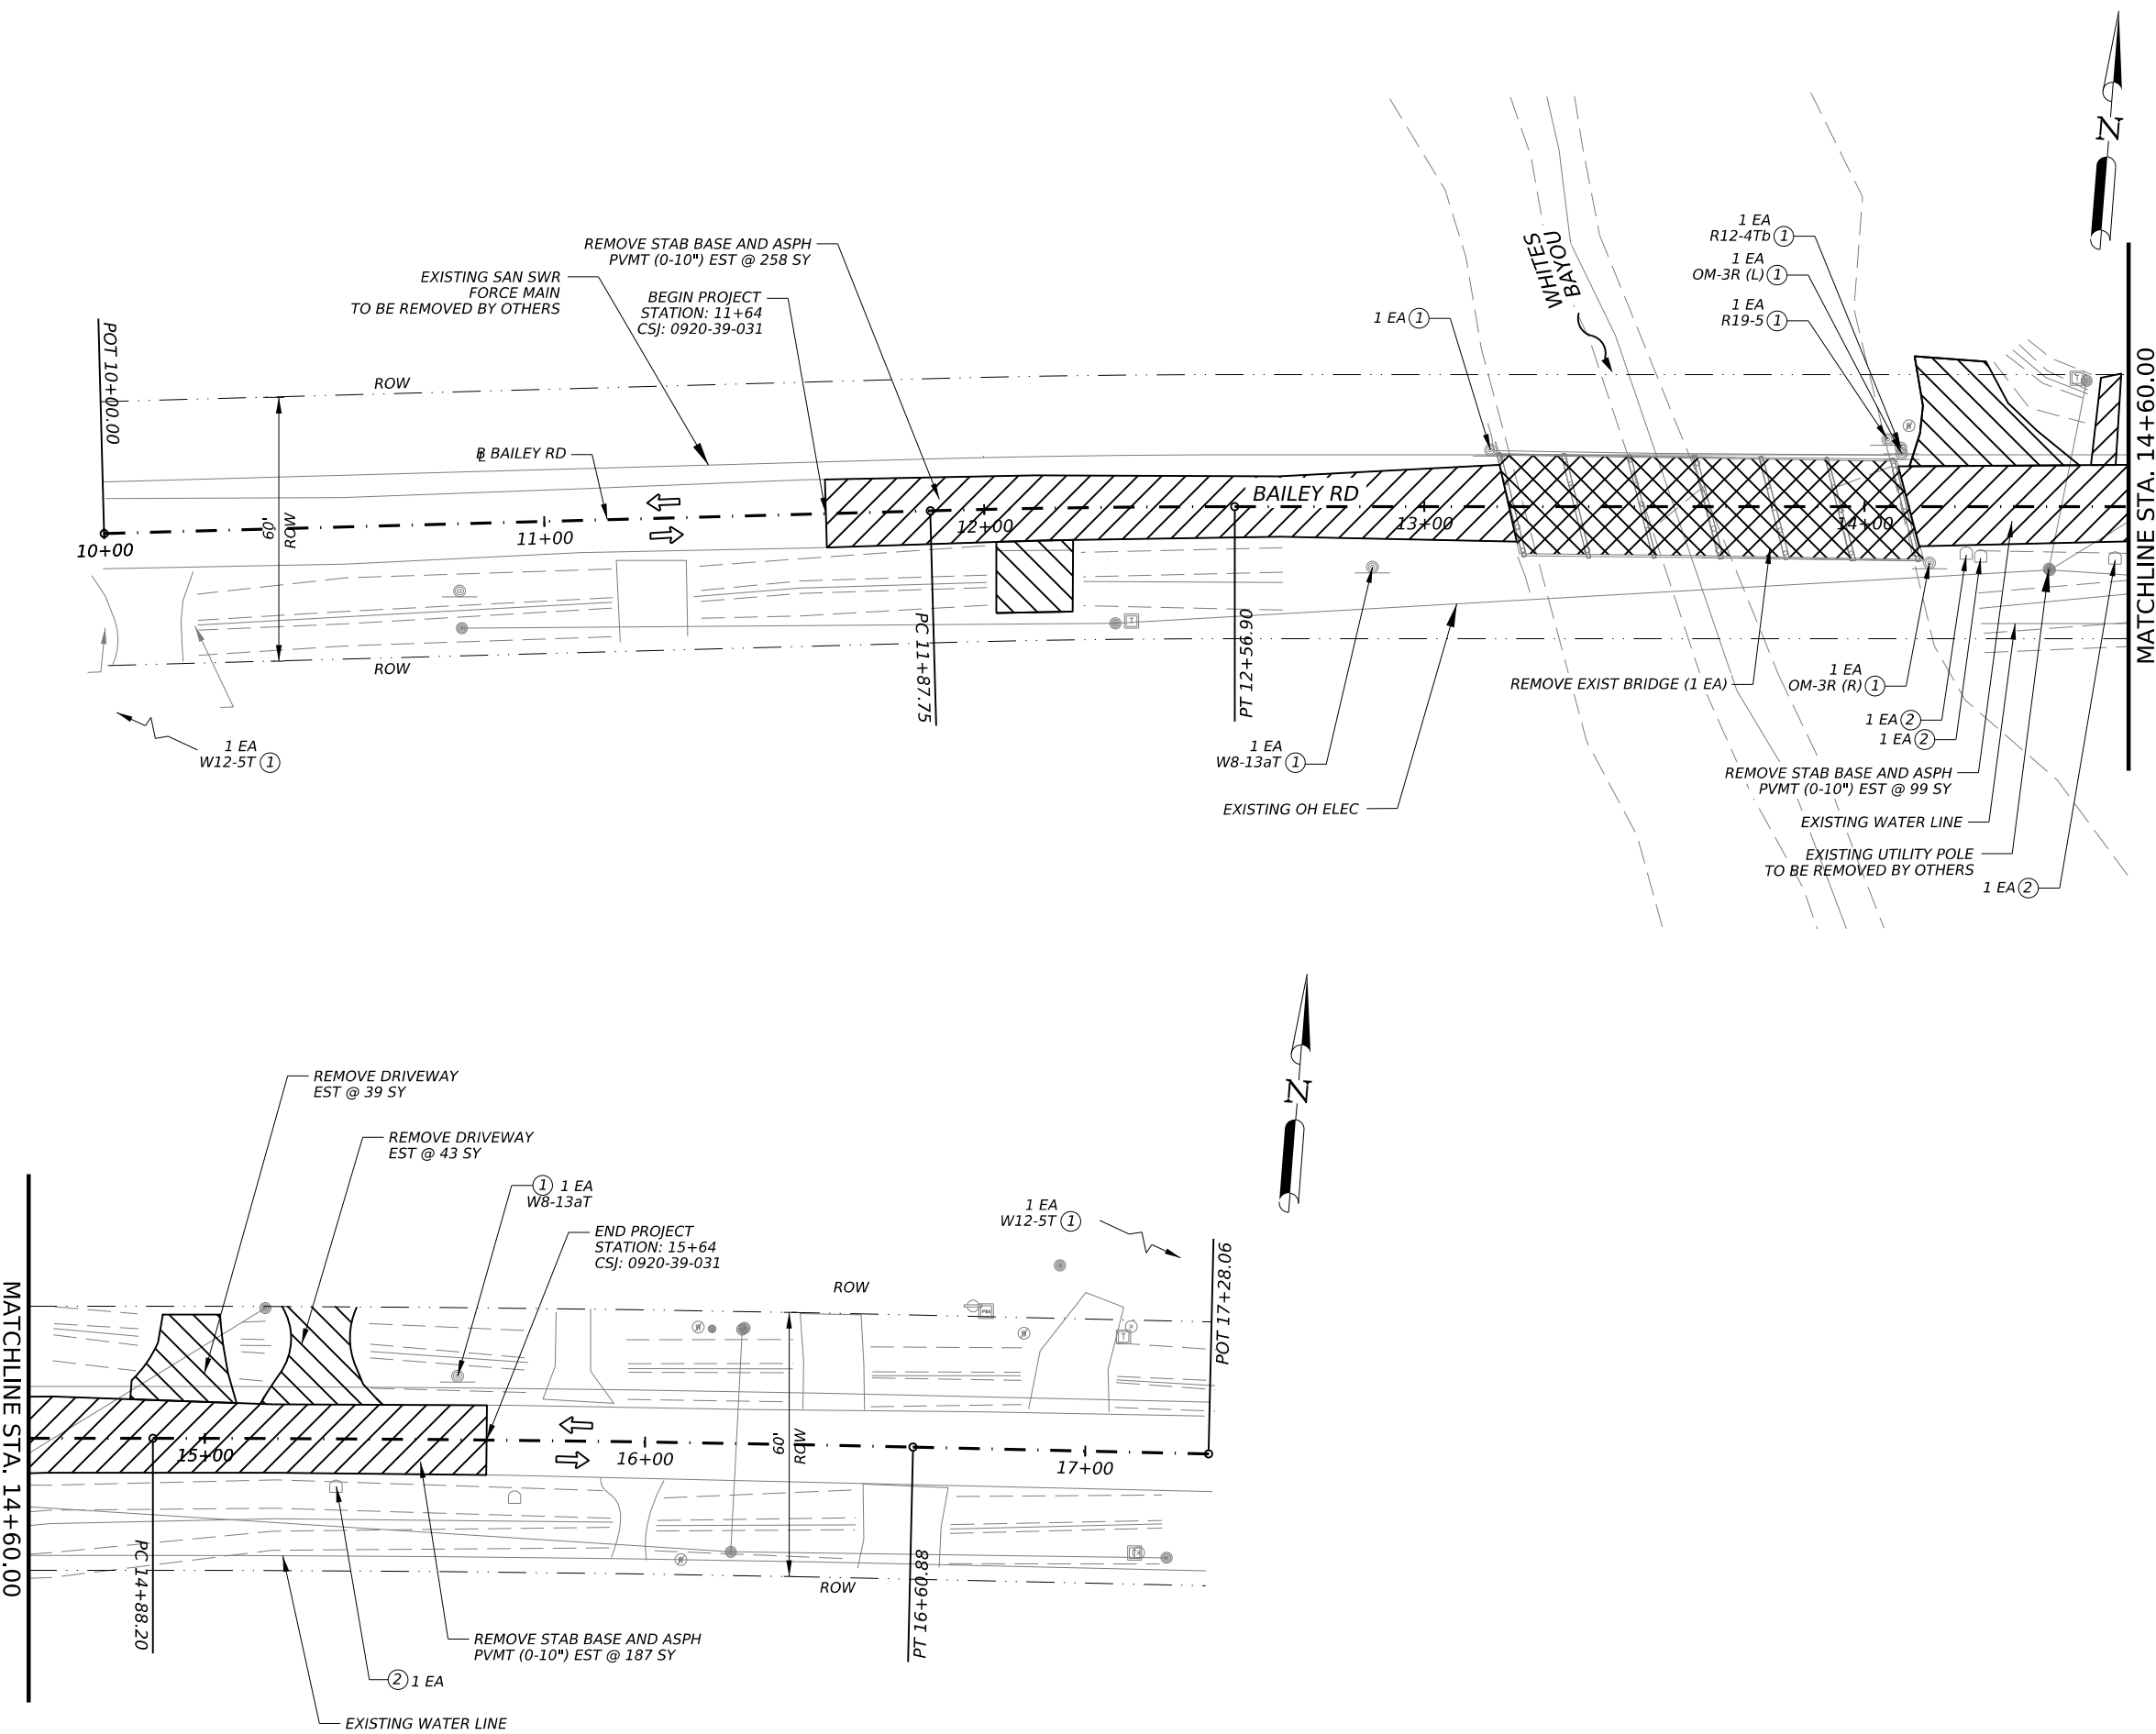 N
REMOVE STAB BASE AND ASPH
PVMT (0-10") EST @ 258 SY
EXISTING SAN SWR
FORCE MAIN
TO BE REMOVED BY OTHERS
BEGIN PROJECT
STATION: 11+64
CSJ: 0920-39-031
WHITES
BAYOU
1 EA
R12-4Tb 1
1 EA
OM-3R (L) 1
1 EA
R19-5 1
1 EA 1
POT 10+00.00
ROW
BAILEY RD
60'
ROW
BAILEY RD
10+00
11+00
12+00
13+00
14+00
T
T
MATCHLINE STA. 14+60.00
ROW
PC 11+87.75
PT 12+56.90
1 EA
W12-5T 1
1 EA
W8-13aT 1
EXISTING OH ELEC
REMOVE EXIST BRIDGE (1 EA)
1 EA
OM-3R (R) 1
1 EA 2
1 EA 2
REMOVE STAB BASE AND ASPH
PVMT (0-10") EST @ 99 SY
EXISTING WATER LINE
EXISTING UTILITY POLE
TO BE REMOVED BY OTHERS
1 EA 2
N
REMOVE DRIVEWAY
EST @ 39 SY
REMOVE DRIVEWAY
EST @ 43 SY
1 1 EA
W8-13aT
END PROJECT
STATION: 15+64
CSJ: 0920-39-031
1 EA
W12-5T 1
ROW
POT 17+28.06
MATCHLINE STA. 14+60.00
15+00
16+00
17+00
60'
ROW
T
ROW
PC 14+88.20
PT 16+60.88
REMOVE STAB BASE AND ASPH
PVMT (0-10") EST @ 187 SY
2 1 EA
EXISTING WATER LINE